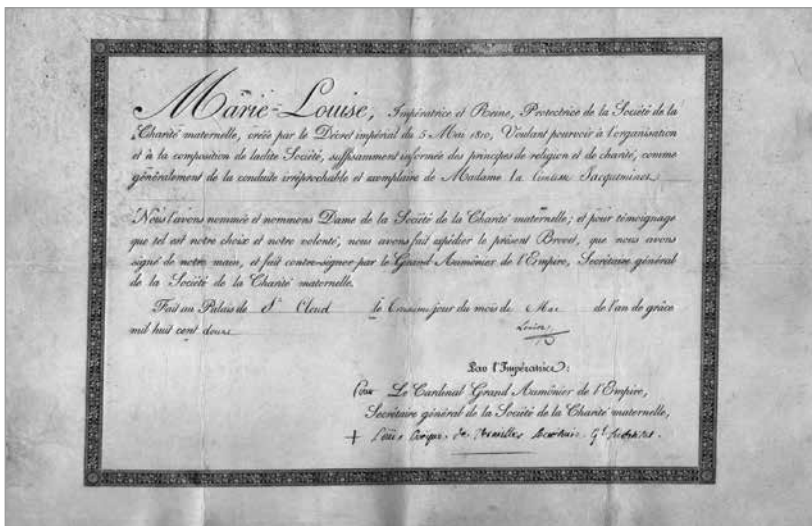 Marie-Louise, Impératrice et Reine, Protectrice de la Société de la
Charité maternelle, créée par le Décret impérial du 5 Mai 1810, Voulant pourvoir à l'organisation
et à la composition de ladite Société, suffisamment informée des principes de religion et de charité, comme
généralement de la conduite irréprochable et exemplaire de Madame la Comtesse Jacqueminot
Nous l'avons nommée et nommons Dame de la Société de la Charité maternelle; et pour témoignage
que tel est notre choix et notre volonté, nous avons fait expédier le présent Brevet, que nous avons
signé de notre main, et fait contre-signer par le Grand Aumônier de l'Empire, Secrétaire général
de la Société de la Charité maternelle.
Fait au Palais de St Cloud le jour du mois de Mai de l'an de grâce
mil huit cent douze
Louise
Par l'Impératrice:
Pour Le Cardinal Grand Aumônier de l'Empire,
Secrétaire général de la Société de la Charité maternelle,
+ Louis de Versailles Secrétaire Gl